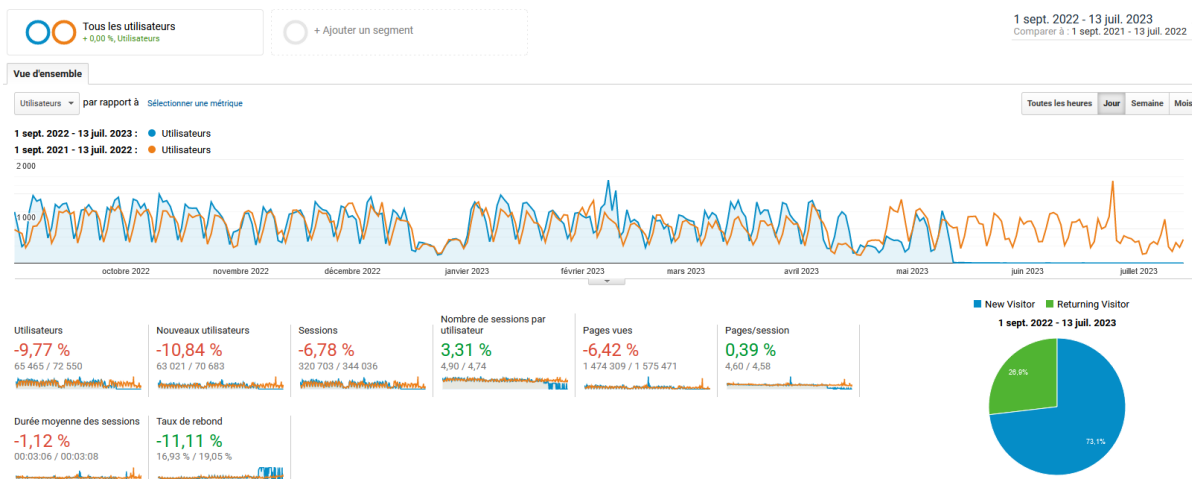 Tous les utilisateurs
+ 0,00 %, Utilisateurs
+ Ajouter un segment
1 sept. 2022 - 13 juil. 2023
Comparer à : 1 sept. 2021 - 13 juil. 2022
Vue d'ensemble
Utilisateurs par rapport à Sélectionner une métrique
Toutes les heures Jour Semaine Mois
1 sept. 2022 - 13 juil. 2023 : Utilisateurs
1 sept. 2021 - 13 juil. 2022 : Utilisateurs
2 000
1 000
octobre 2022 novembre 2022 décembre 2022 janvier 2023 février 2023 mars 2023 avril 2023 mai 2023 juin 2023 juillet 2023
Utilisateurs
-9,77 %
65 465 / 72 550
Nouveaux utilisateurs
-10,84 %
63 021 / 70 683
Sessions
-6,78 %
320 703 / 344 036
Nombre de sessions par
utilisateur
3,31 %
4,90 / 4,74
Pages vues
-6,42 %
1 474 309 / 1 575 471
Pages/session
0,39 %
4,60 / 4,58
Durée moyenne des sessions
-1,12 %
00:03:06 / 00:03:08
Taux de rebond
-11,11 %
16,93 % / 19,05 %
New Visitor Returning Visitor
1 sept. 2022 - 13 juil. 2023
26,9%
73,1%